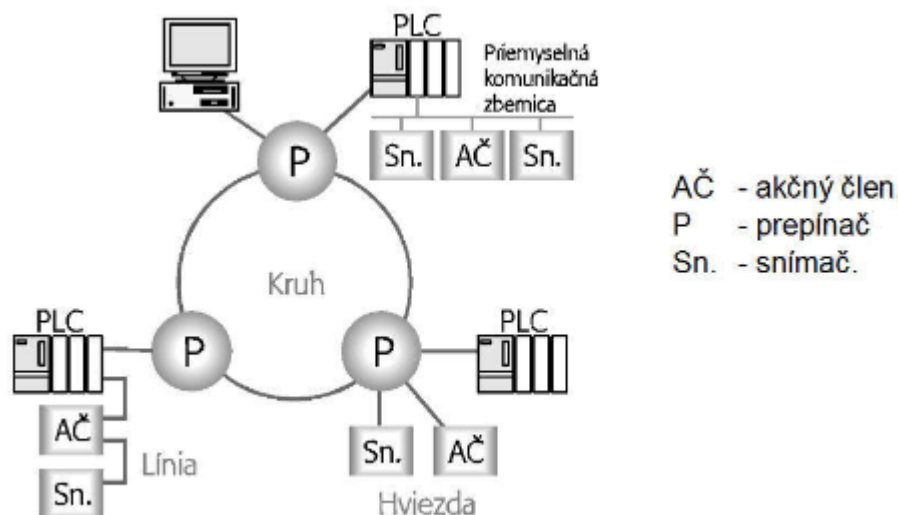 PLC
Priemyselná
komunikačná
zbernica
P
Sn.
AČ
Sn.
AČ - akčný člen
P - prepínač
Sn. - snímač.
Kruh
PLC
P
P
PLC
AČ
Sn.
Línia
Sn.
AČ
Hviezda